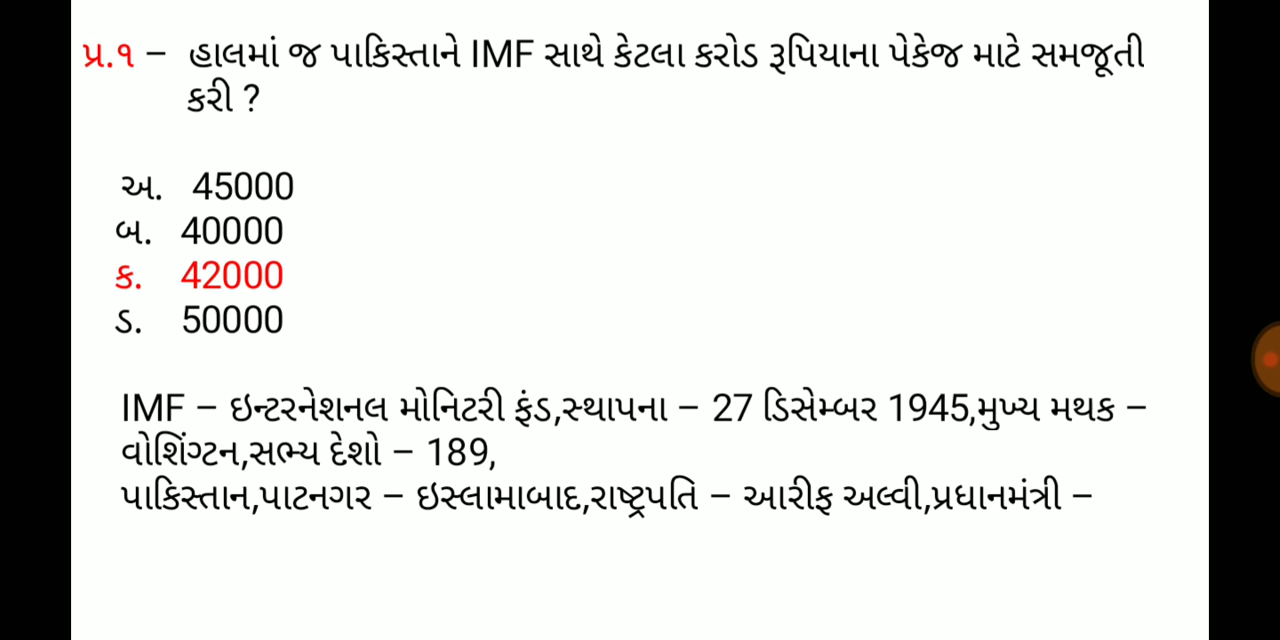 પ્ર.૧ – હાલમાં જ પાકિસ્તાને IMF સાથે કેટલા કરોડ રૂપિયાના પેકેજ માટે સમજૂતી
કરી ?
અ. 45000
બ. 40000
ક. 42000
ડ. 50000
IMF – ઇન્ટરનેશનલ મોનિટરી ફંડ,સ્થાપના – 27 ડિસેમ્બર 1945,મુખ્ય મથક –
વોશિંગ્ટન,સભ્ય દેશો – 189,
પાકિસ્તાન,પાટનગર – ઇસ્લામાબાદ,રાષ્ટ્રપતિ – આરીફ અલ્વી,પ્રધાનમંત્રી –